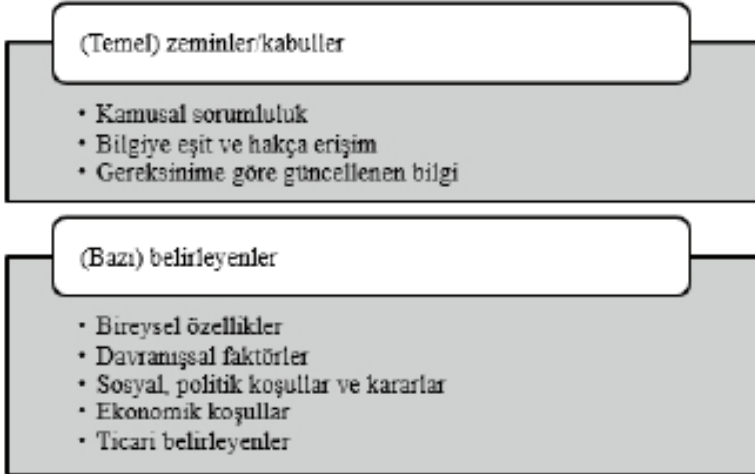 (Temel) zeminler/kabuller
• Kamusal sorumluluk
• Bilgiye eşit ve hakça erişim
• Gereksinime göre güncellenen bilgi
(Bazı) belirleyenler
• Bireysel özellikler
• Davranışsal faktörler
• Sosyal, politik koşullar ve kararlar
• Ekonomik koşullar
• Ticari belirleyenler